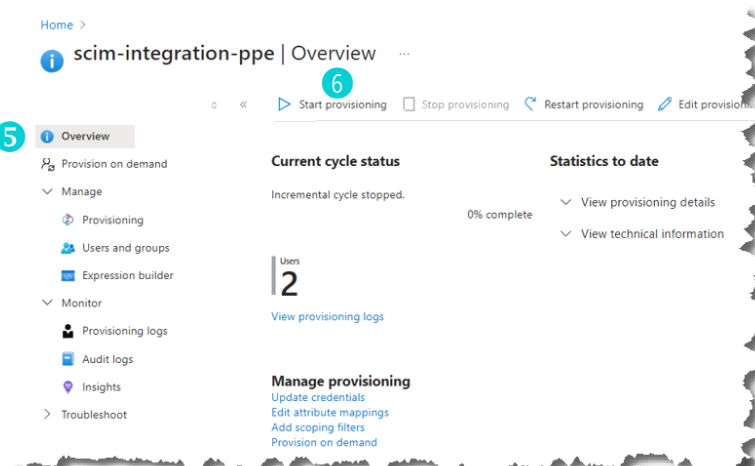 Home >
scim-integration-ppe | Overview ...
6
Start provisioning Stop provisioning Restart provisioning Edit
5 Overview
Provision on demand
Manage
Provisioning
Users and groups
Expression builder
Monitor
Provisioning logs
Audit logs
Insights
Troubleshoot
Current cycle status
Incremental cycle stopped.
0% complete
Users
2
View provisioning logs
Statistics to date
View provisioning details
View technical information
Manage provisioning
Update credentials
Edit attribute mappings
Add scoping filters
Provision on demand